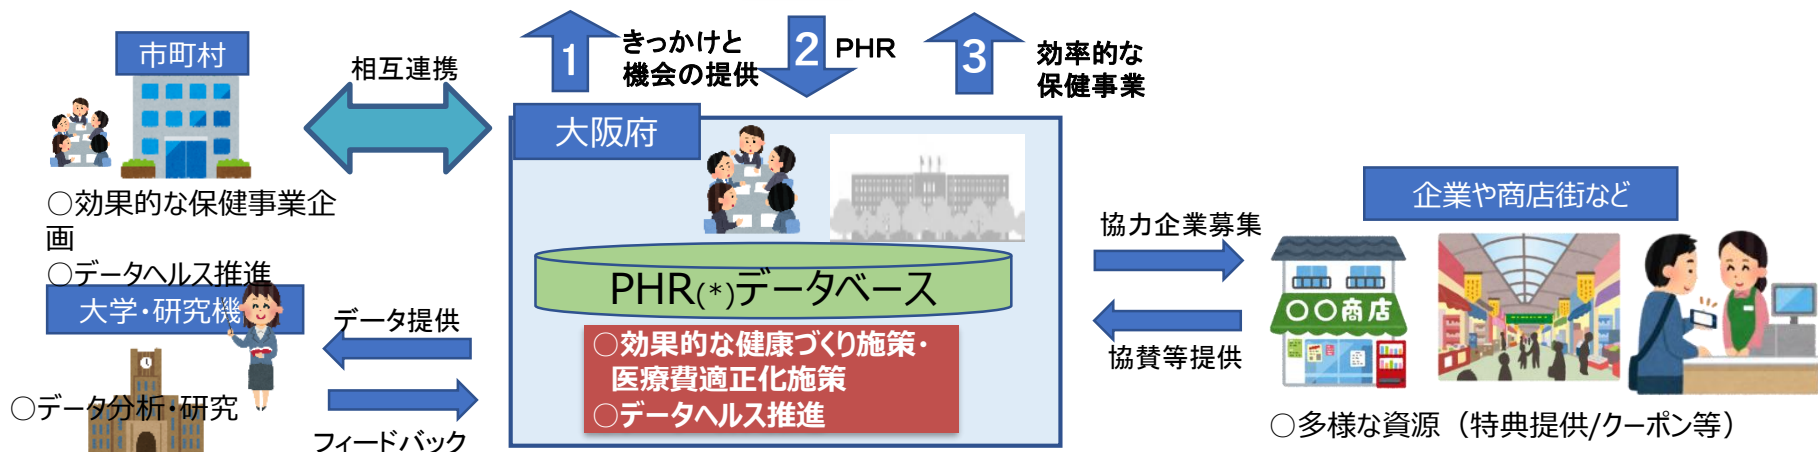 1
きっかけと
機会の提供
2
PHR
3
効率的な
保健事業
市町村
相互連携
○効果的な保健事業企
画
○データヘルス推進
大阪府
PHR(*)データベース
○効果的な健康づくり施策・
医療費適正化施策
○データヘルス推進
大学・研究機
データ提供
フィードバック
○データ分析・研究
協力企業募集
協賛等提供
企業や商店街など
〇〇商店
○多様な資源（特典提供/クーポン等）